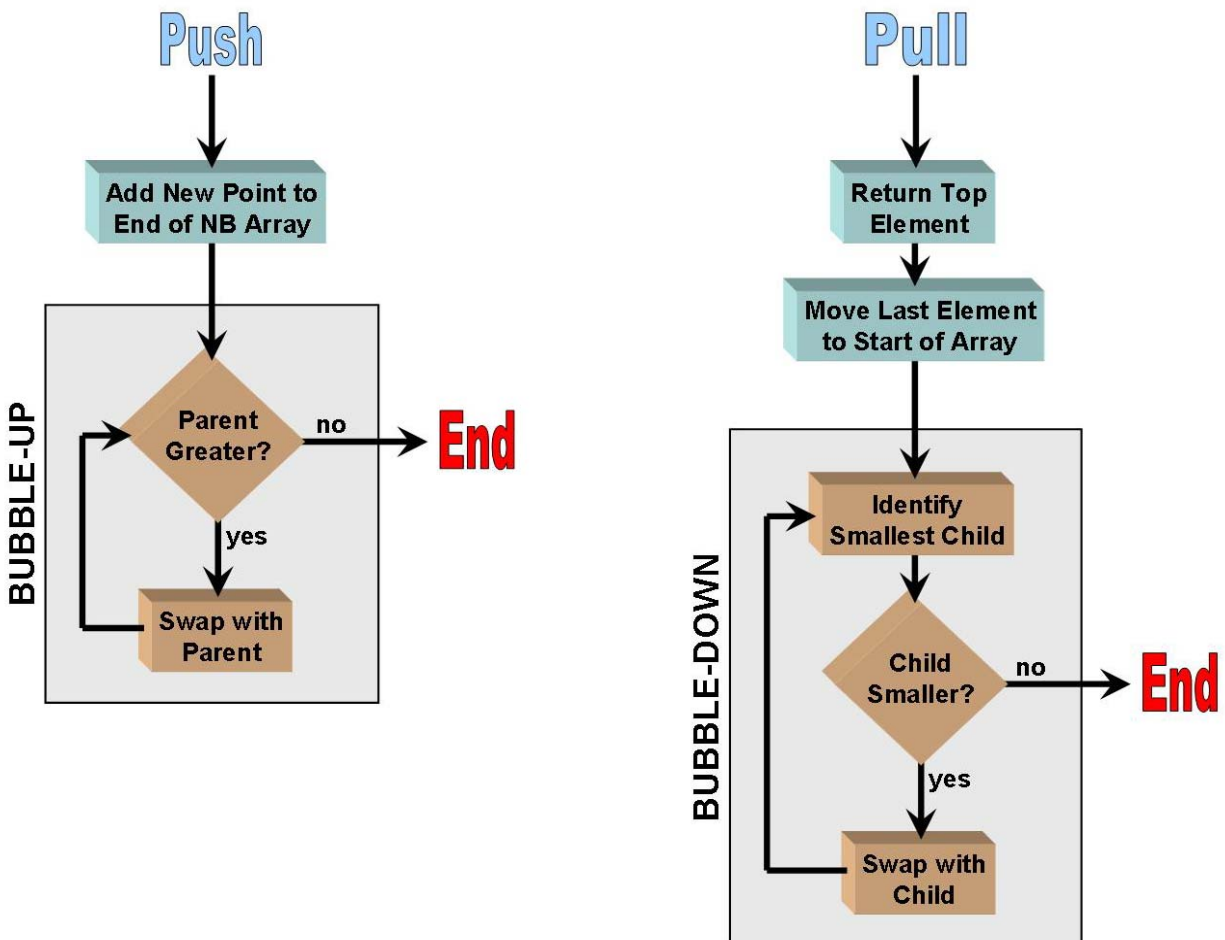 Push
Add New Point to
End of NB Array
BUBBLE-UP
Parent
Greater?
no
End
yes
Swap with
Parent
Pull
Return Top
Element
Move Last Element
to Start of Array
BUBBLE-DOWN
Identify
Smallest Child
Child
Smaller?
no
End
yes
Swap with
Child